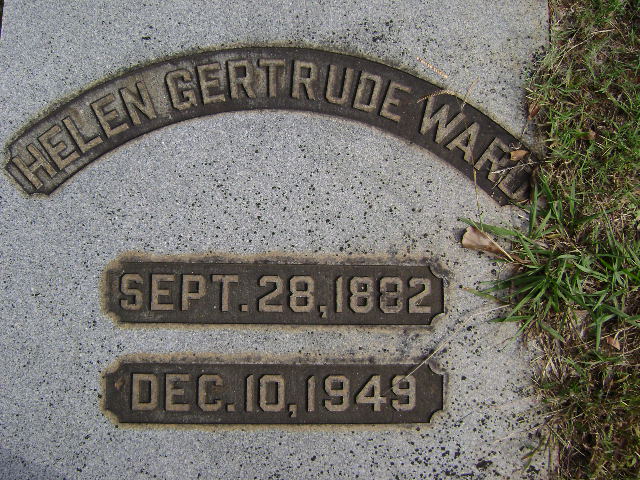 HELEN GERTRUDE WARD
SEPT. 28, 1882
DEC. 10, 1949